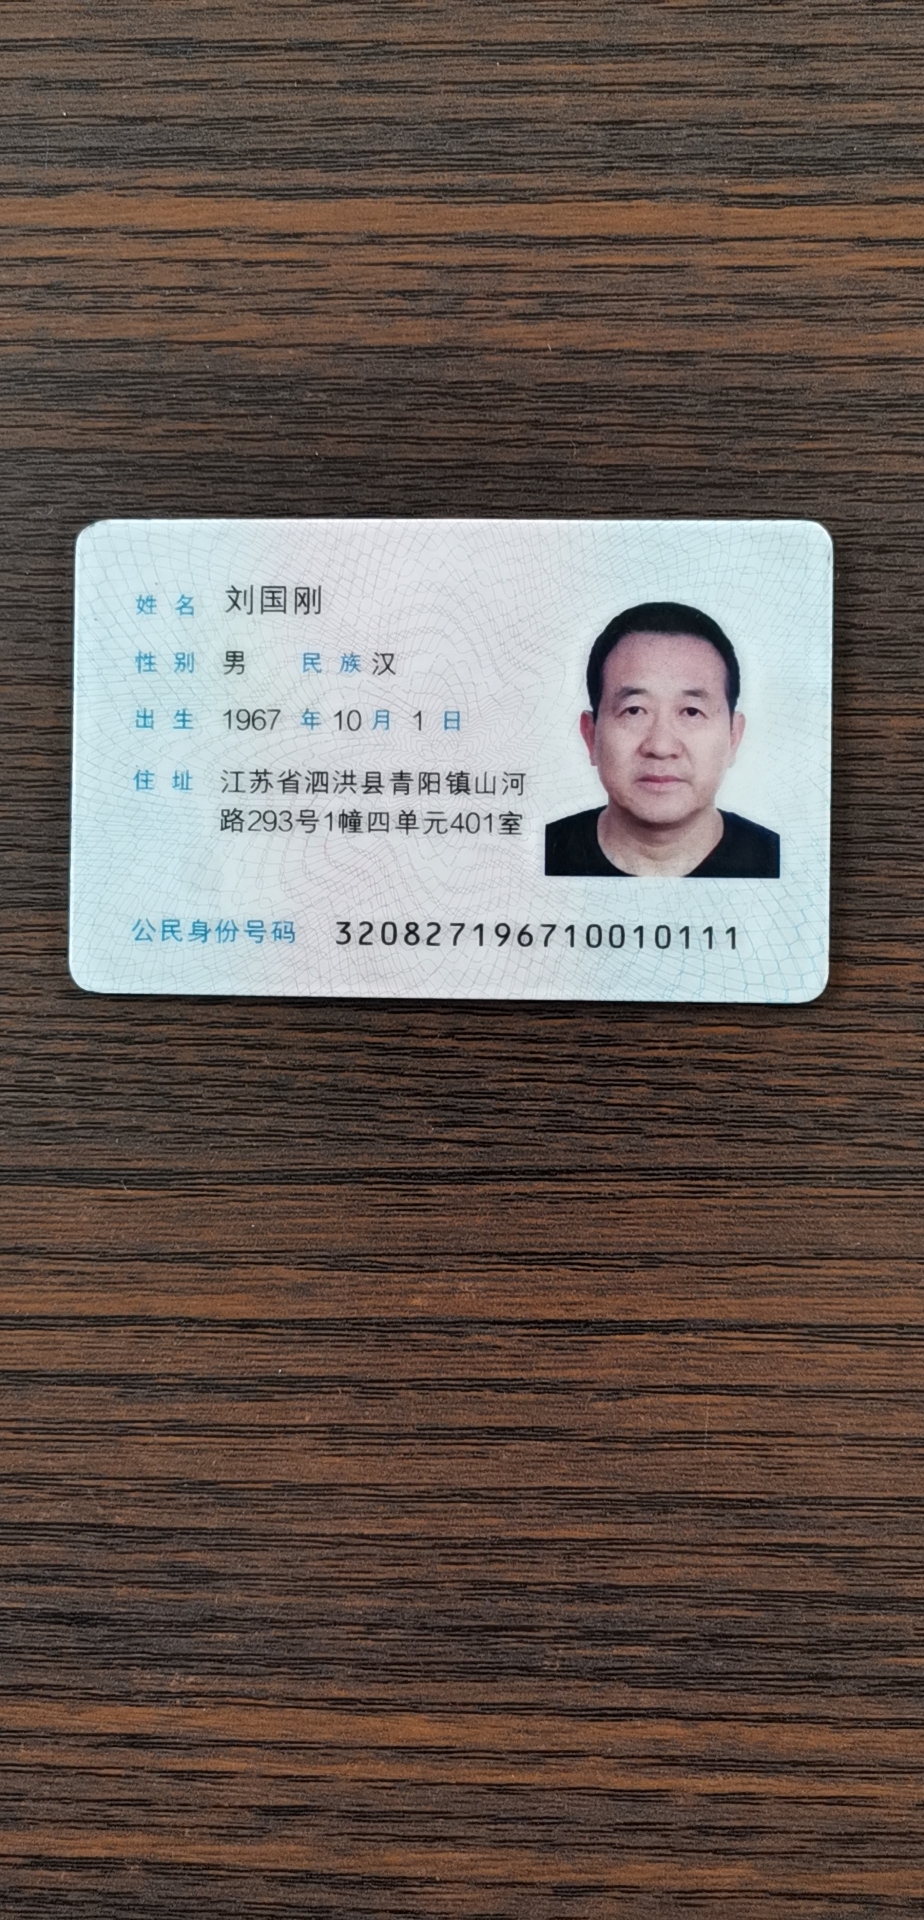 姓名 刘国刚
性别 男 民族 汉
出生 1967 年 10 月 1 日
住址 江苏省泗洪县青阳镇山河
路293号1幢四单元401室
公民身份号码 320827196710010111